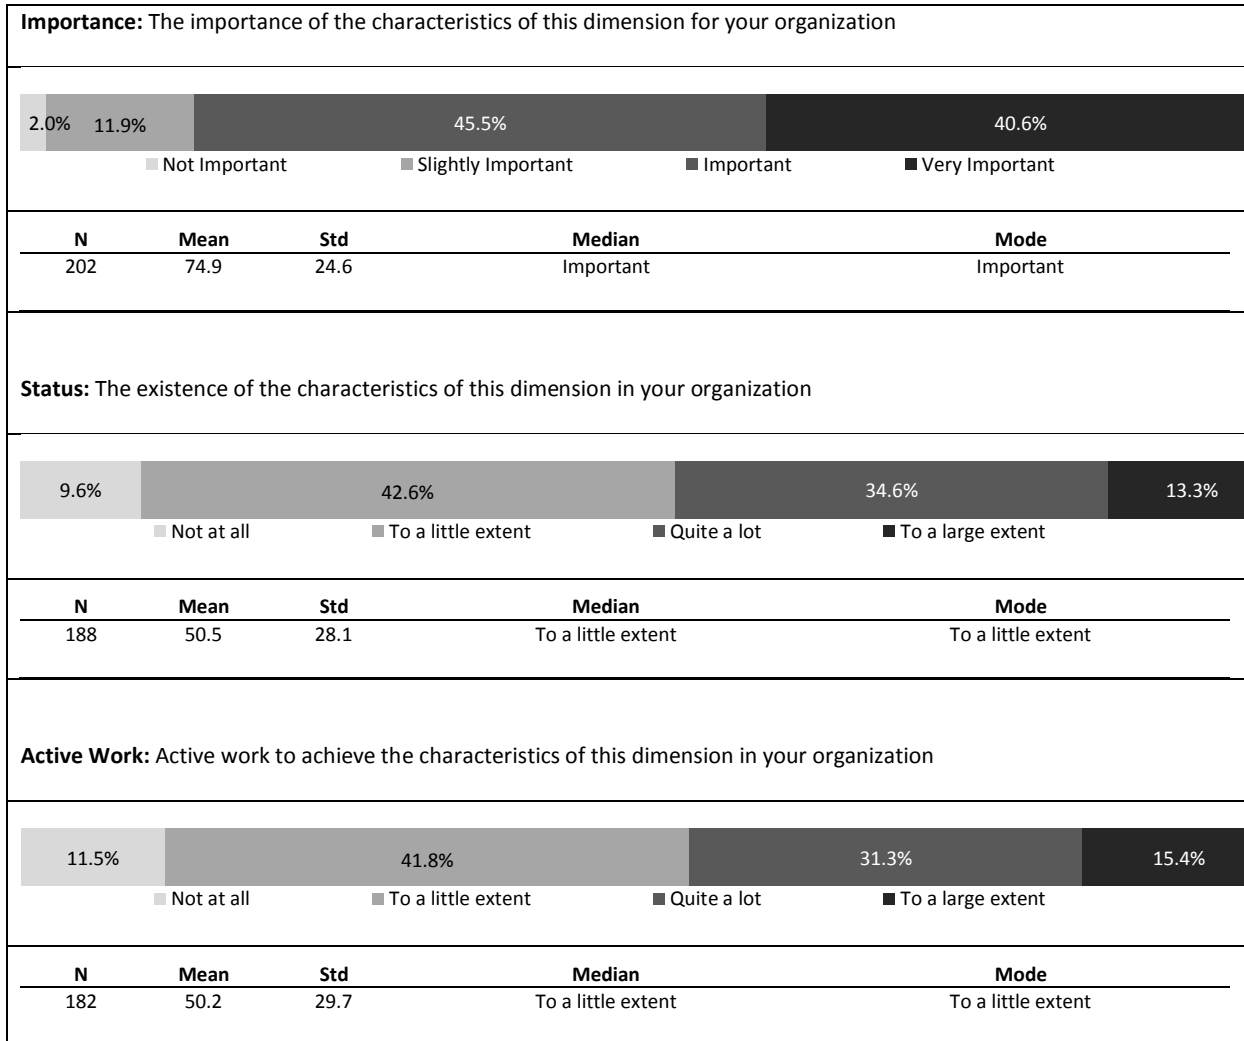 Importance: The importance of the characteristics of this dimension for your organization
2.0% 11.9% 45.5% 40.6%
Not Important Slightly Important Important Very Important
N Mean Std Median Mode
202 74.9 24.6 Important Important
Status: The existence of the characteristics of this dimension in your organization
9.6% 42.6% 34.6% 13.3%
Not at all To a little extent Quite a lot To a large extent
N Mean Std Median Mode
188 50.5 28.1 To a little extent To a little extent
Active Work: Active work to achieve the characteristics of this dimension in your organization
11.5% 41.8% 31.3% 15.4%
Not at all To a little extent Quite a lot To a large extent
N Mean Std Median Mode
182 50.2 29.7 To a little extent To a little extent